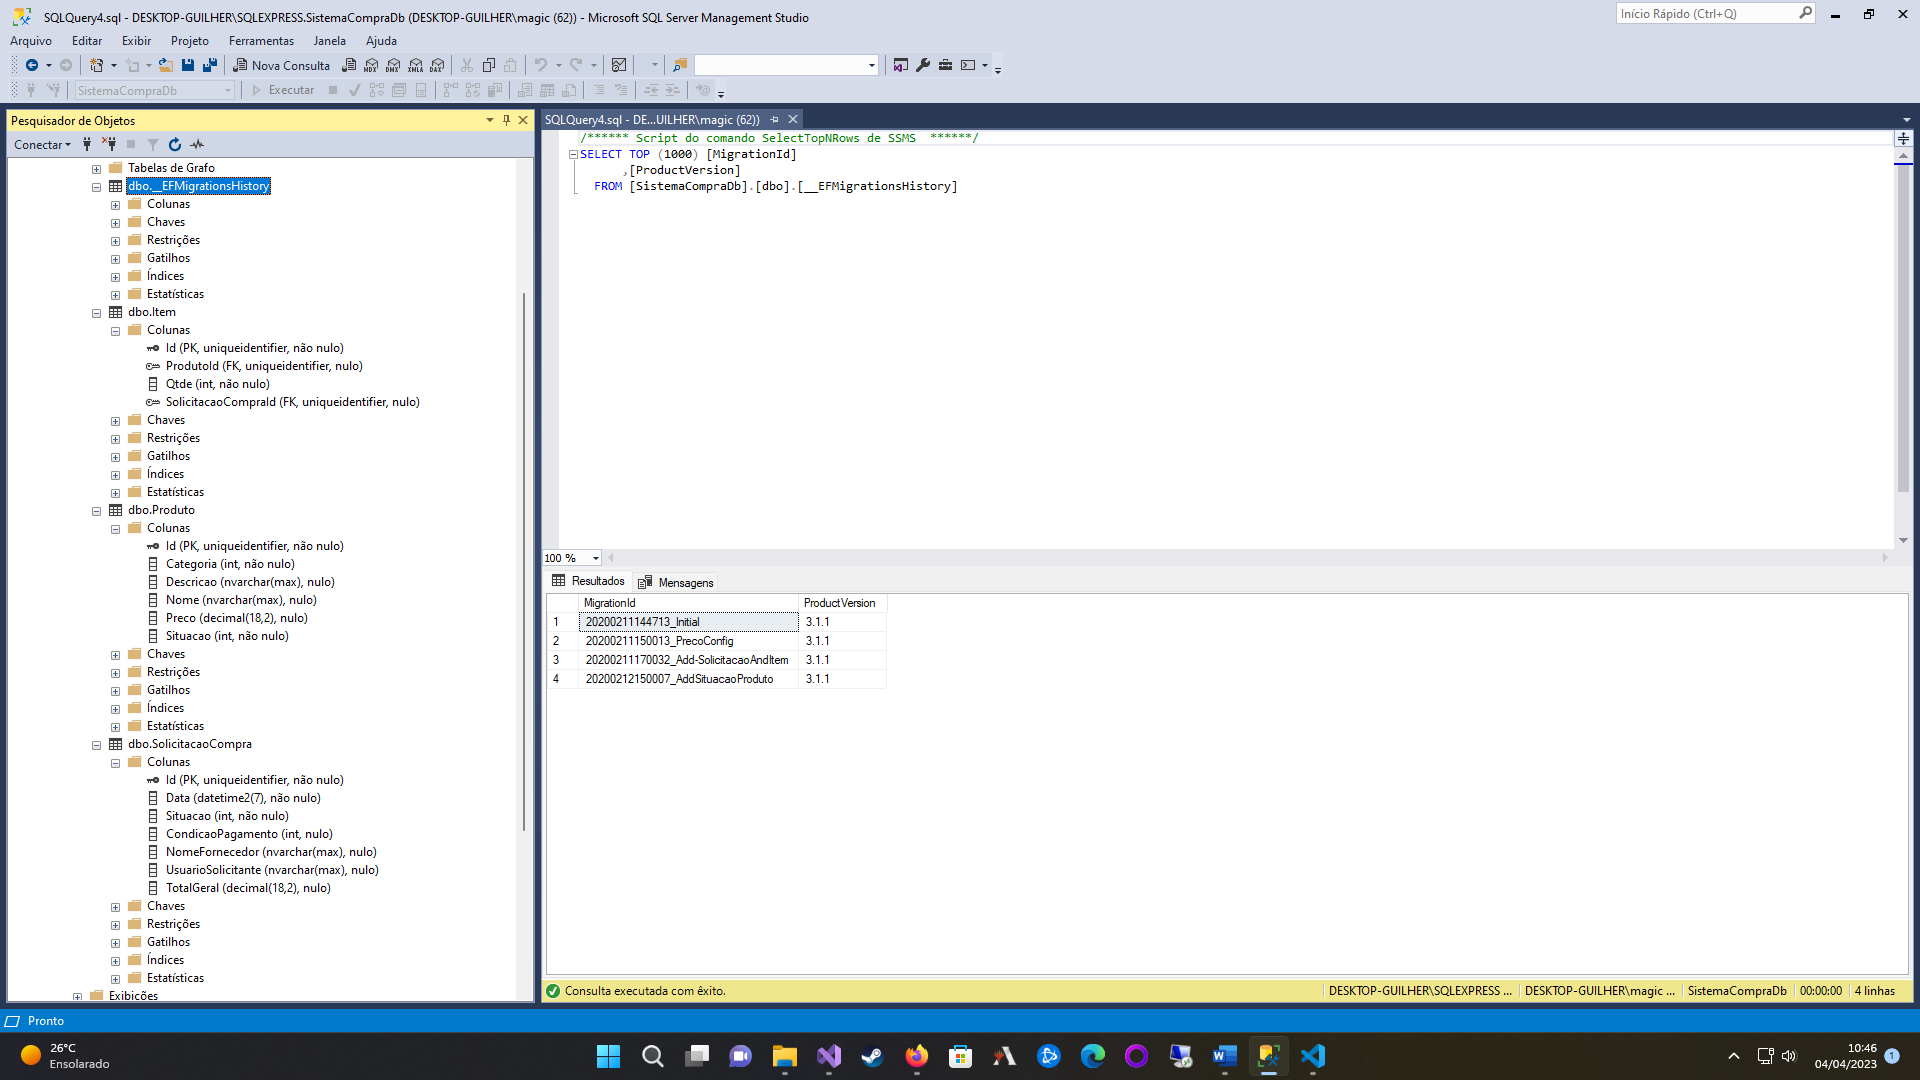 SQLQuery4.sql - DESKTOP-GUILHER\SQLEXPRESS.SistemaCompraDb (DESKTOP-GUILHER\magic (62)) - Microsoft SQL Server Management Studio
Início Rápido (Ctrl+Q)
Arquivo Editar Exibir Projeto Ferramentas Janela Ajuda
Nova Consulta MDX DMX XMLA DAX
SistemaCompraDb Executar
Pesquisador de Objetos
Conectar
Tabelas de Grafo
dbo.__EFMigrationsHistory
Colunas
Chaves
Restrições
Gatilhos
Índices
Estatísticas
dbo.Item
Colunas
Id (PK, uniqueidentifier, não nulo)
ProdutoId (FK, uniqueidentifier, nulo)
Qtde (int, não nulo)
SolicitacaoCompraId (FK, uniqueidentifier, nulo)
Chaves
Restrições
Gatilhos
Índices
Estatísticas
dbo.Produto
Colunas
Id (PK, uniqueidentifier, não nulo)
Categoria (int, não nulo)
Descricao (nvarchar(max), nulo)
Nome (nvarchar(max), nulo)
Preco (decimal(18,2), nulo)
Situacao (int, não nulo)
Chaves
Restrições
Gatilhos
Índices
Estatísticas
dbo.SolicitacaoCompra
Colunas
Id (PK, uniqueidentifier, não nulo)
Data (datetime2(7), não nulo)
Situacao (int, não nulo)
CondicaoPagamento (int, nulo)
NomeFornecedor (nvarchar(max), nulo)
UsuarioSolicitante (nvarchar(max), nulo)
TotalGeral (decimal(18,2), nulo)
Chaves
Restrições
Gatilhos
Índices
Estatísticas
Exibições
SQLQuery4.sql - DE...UILHER\magic (62))
/****** Script do comando SelectTopNRows de SSMS  ******/
SELECT TOP (1000) [MigrationId]
,[ProductVersion]
FROM [SistemaCompraDb].[dbo].[__EFMigrationsHistory]
100 %
Resultados Mensagens
MigrationId ProductVersion
1 20200211144713_Initial 3.1.1
2 20200211150013_PrecoConfig 3.1.1
3 20200211170032_Add-SolicitacaoAndItem 3.1.1
4 20200212150007_AddSituacaoProduto 3.1.1
Consulta executada com êxito. DESKTOP-GUILHER\SQLEXPRESS ... DESKTOP-GUILHER\magic ... SistemaCompraDb 00:00:00 4 linhas
Pronto
26°C
Ensolarado
10:46
04/04/2023
1